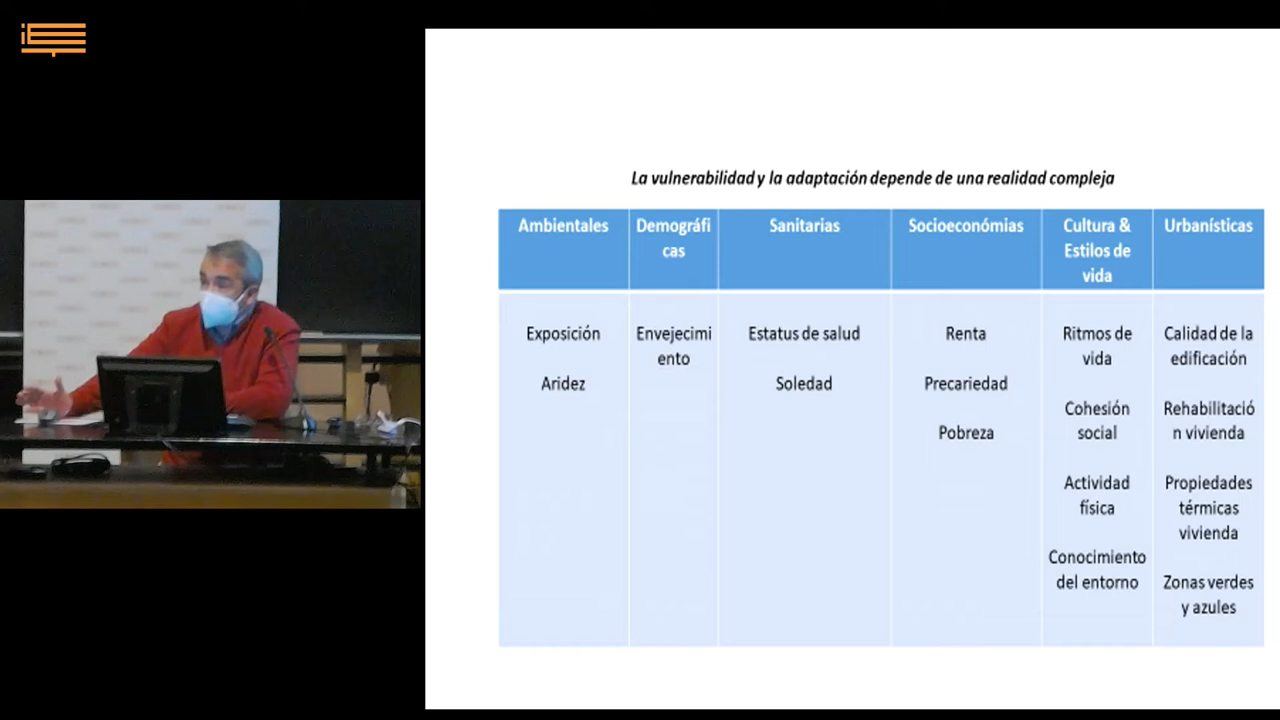 La vulnerabilidad y la adaptación depende de una realidad compleja
Ambientales
Demográfi
cas
Sanitarias
Socioeconómias
Cultura &
Estilos de
vida
Urbanísticas
Exposición
Aridez
Envejecimi
ento
Estatus de salud
Soledad
Renta
Precariedad
Pobreza
Ritmos de
vida
Cohesión
social
Actividad
física
Conocimiento
del entorno
Calidad de la
edificación
Rehabilitació
n vivienda
Propiedades
térmicas
vivienda
Zonas verdes
y azules